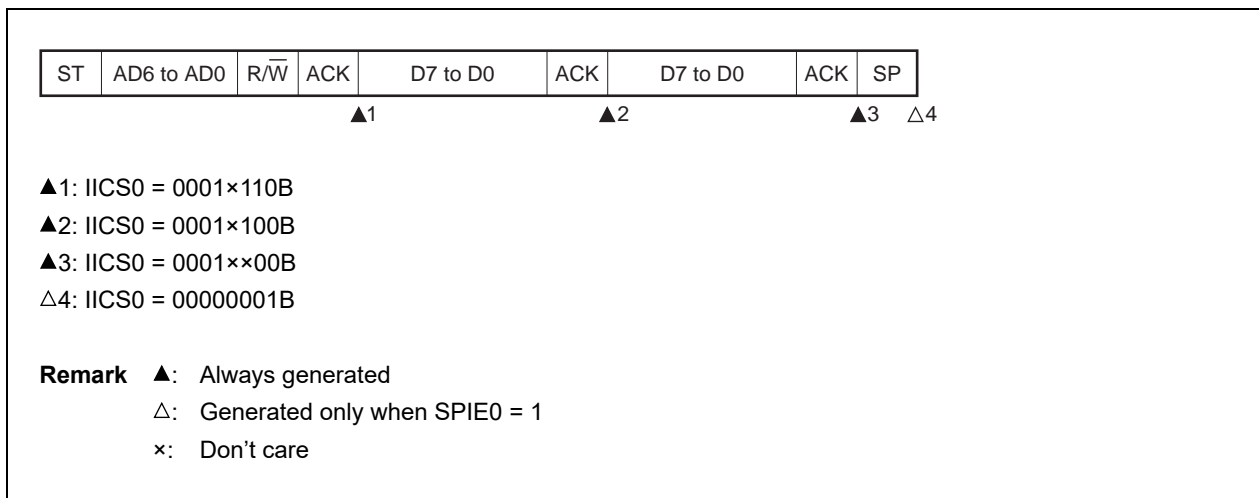 ST AD6 to AD0 R/W̅ ACK D7 to D0 ACK D7 to D0 ACK SP
▲1 ▲2 ▲3 △4
▲1: IICS0 = 0001×110B
▲2: IICS0 = 0001×100B
▲3: IICS0 = 0001××00B
△4: IICS0 = 00000001B
Remark ▲: Always generated
△: Generated only when SPIE0 = 1
×: Don't care